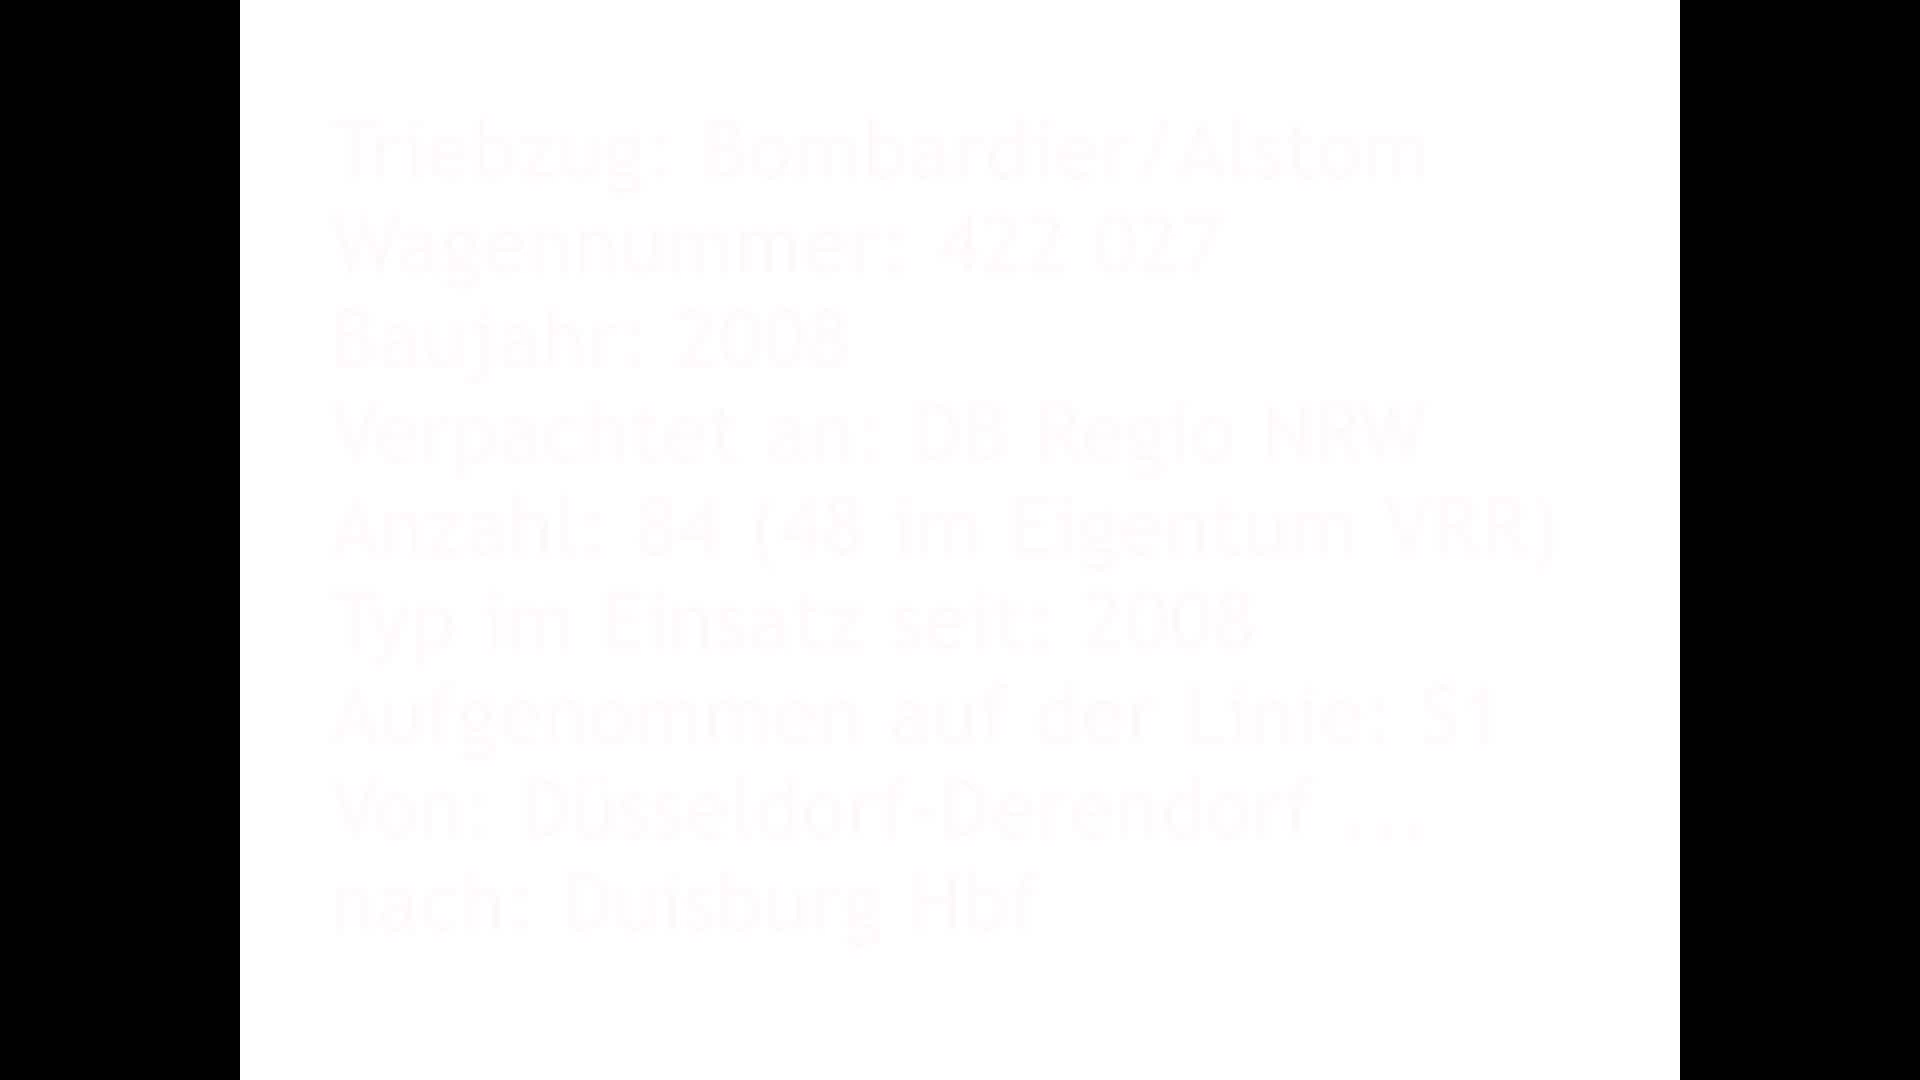 Triebzug: Bombardier/Alstom
Wagennummer: 422 027
Baujahr: 2008
Verpachtet an: DB Regio NRW
Anzahl: 84 (48 im Eigentum VRR)
Typ im Einsatz seit: 2008
Aufgenommen auf der Linie: S1
Von: Düsseldorf-Derendorf ...
nach: Duisburg Hbf